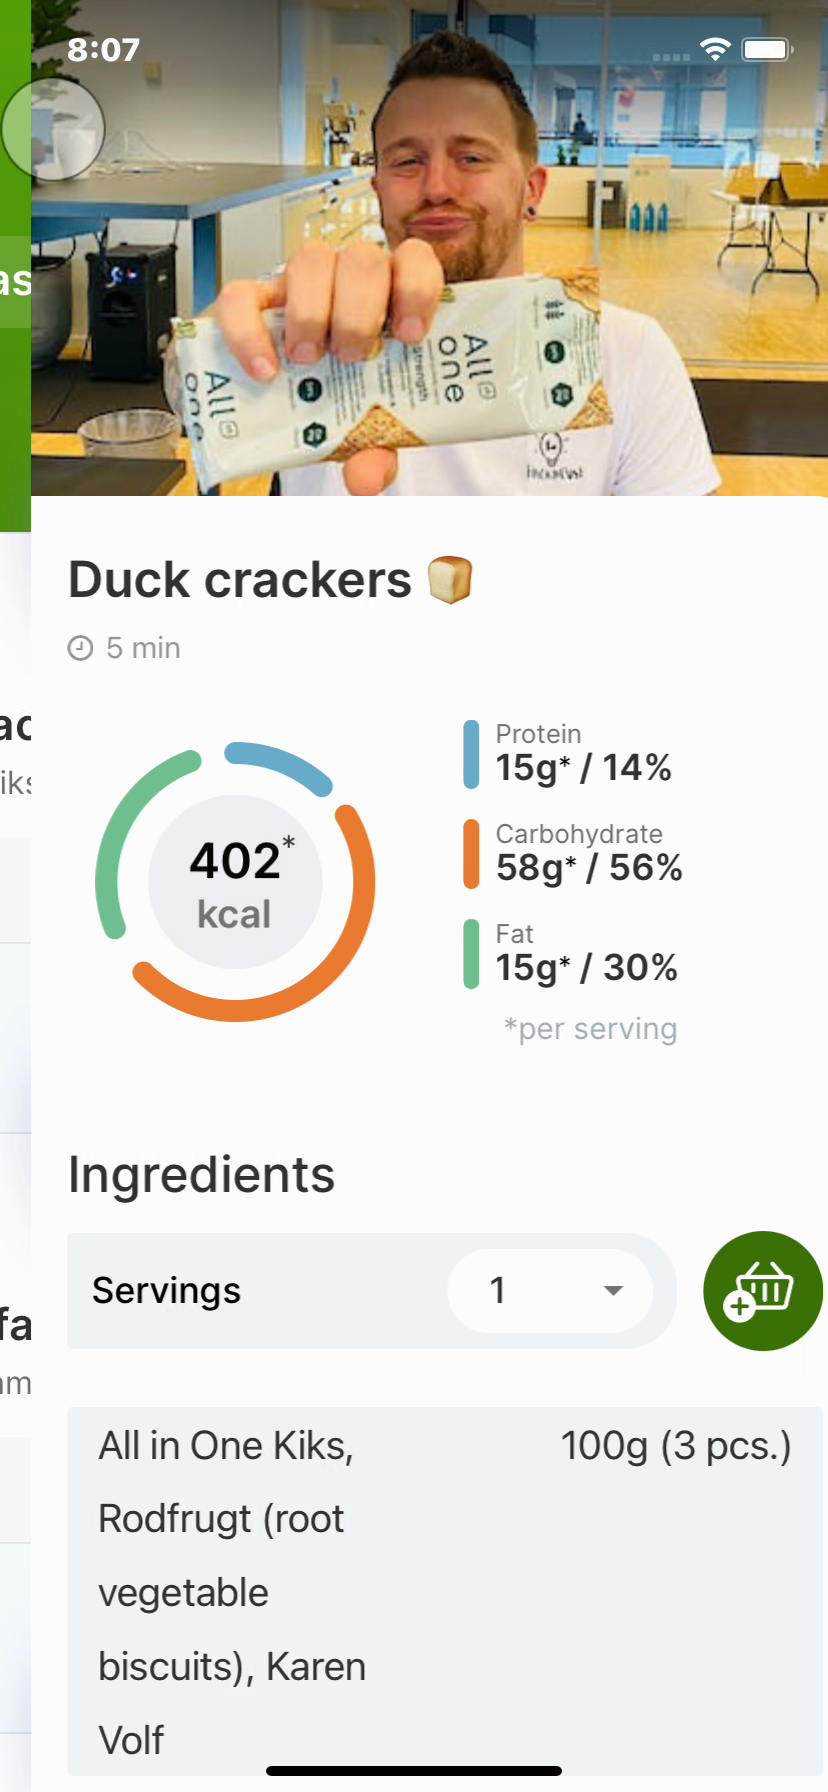 8:07
as
All
one
strength
All
one
Duck crackers
5 min
ac
iks
Protein
15g* / 14%
402*
kcal
Carbohydrate
58g* / 56%
Fat
15g* / 30%
*per serving
Ingredients
Servings
1
fa
am
All in One Kiks,
100g (3 pcs.)
Rodfrugt (root
vegetable
biscuits), Karen
Volf